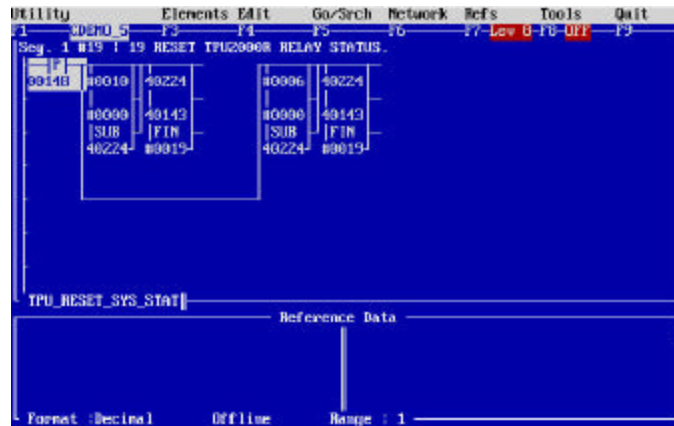 Utility Elements Edit Go/Srch Network Refs Tools Quit
F1 CDEMO_5 F3 F4 F5 F6 F7-Lev 8-F8-OFF F9
Seg. 1 #19 | 19 RESET TPU2000R RELAY STATUS.
P
00148 #0010 40224 #0006 40224
#0000 40143 #0000 40143
SUB FIN SUB FIN
40224 #0019 40224 #0019
TPU_RESET_SYS_STAT
Reference Data
Format :Decimal Offline Range : 1